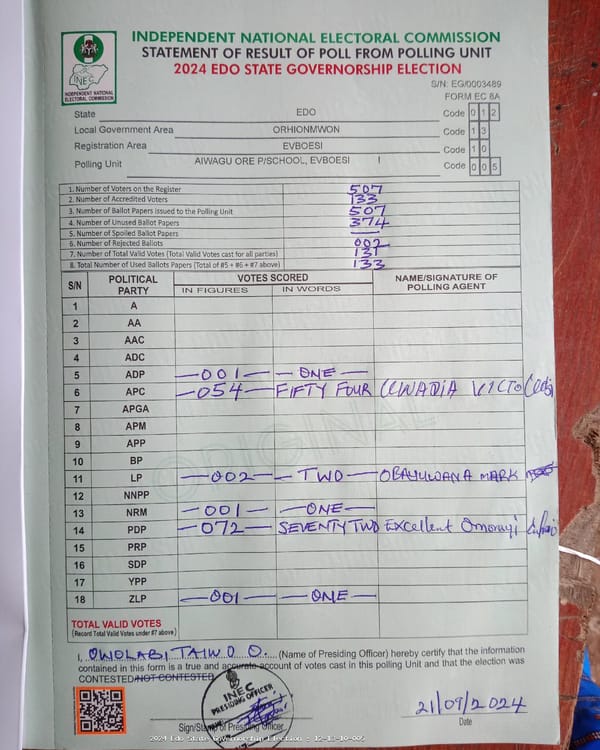 INDEPENDENT NATIONAL ELECTORAL COMMISSION
STATEMENT OF RESULT OF POLL FROM POLLING UNIT
2024 EDO STATE GOVERNORSHIP ELECTION
INEC
INDEPENDENT NATIONAL
ELECTORAL COMMISSION
S/N: EG/0003489
FORM EC 8A
State EDO Code 0 1 2
Local Government Area ORHIONMWON Code 1 3
Registration Area EVBOESI Code 1 0
Polling Unit AIWAGU ORE P/SCHOOL, EVBOESI I Code 0 0 5
1. Number of Voters on the Register 507
2. Number of Accredited Voters 133
3. Number of Ballot Papers issued to the Polling Unit 507
4. Number of Unused Ballot Papers 374
5. Number of Spoiled Ballot Papers —
6. Number of Rejected Ballots 002
7. Number of Total Valid Votes (Total Valid Votes cast for all parties) 131
8. Total Number of Used Ballots Papers (Total of #5 + #6 + #7 above) 133
S/N POLITICAL PARTY VOTES SCORED NAME/SIGNATURE OF POLLING AGENT
IN FIGURES IN WORDS
1 A
2 AA
3 AAC
4 ADC
5 ADP —001— —ONE—
6 APC —054— FIFTY FOUR
7 APGA
8 APM
9 APP
10 BP
11 LP —002— —TWO— OBAYUWANA MARK
12 NNPP
13 NRM —001— —ONE—
14 PDP —072— SEVENTY TWO Excellent Omoruyi
15 PRP
16 SDP
17 YPP
18 ZLP —001— —ONE—
ORIGINAL
TOTAL VALID VOTES
(Record Total Valid Votes under #7 above)
I, OWOLABI, TAIWO O. (Name of Presiding Officer) hereby certify that the information
contained in this form is a true and accurate account of votes cast in this polling Unit and that the election was
CONTESTED/NOT CONTESTED
INEC
PRESIDING OFFICER
21/09/2024
Sign/Stamp of Presiding Officer Date
2024 Edo State Governorship Election - 12-13-10-005